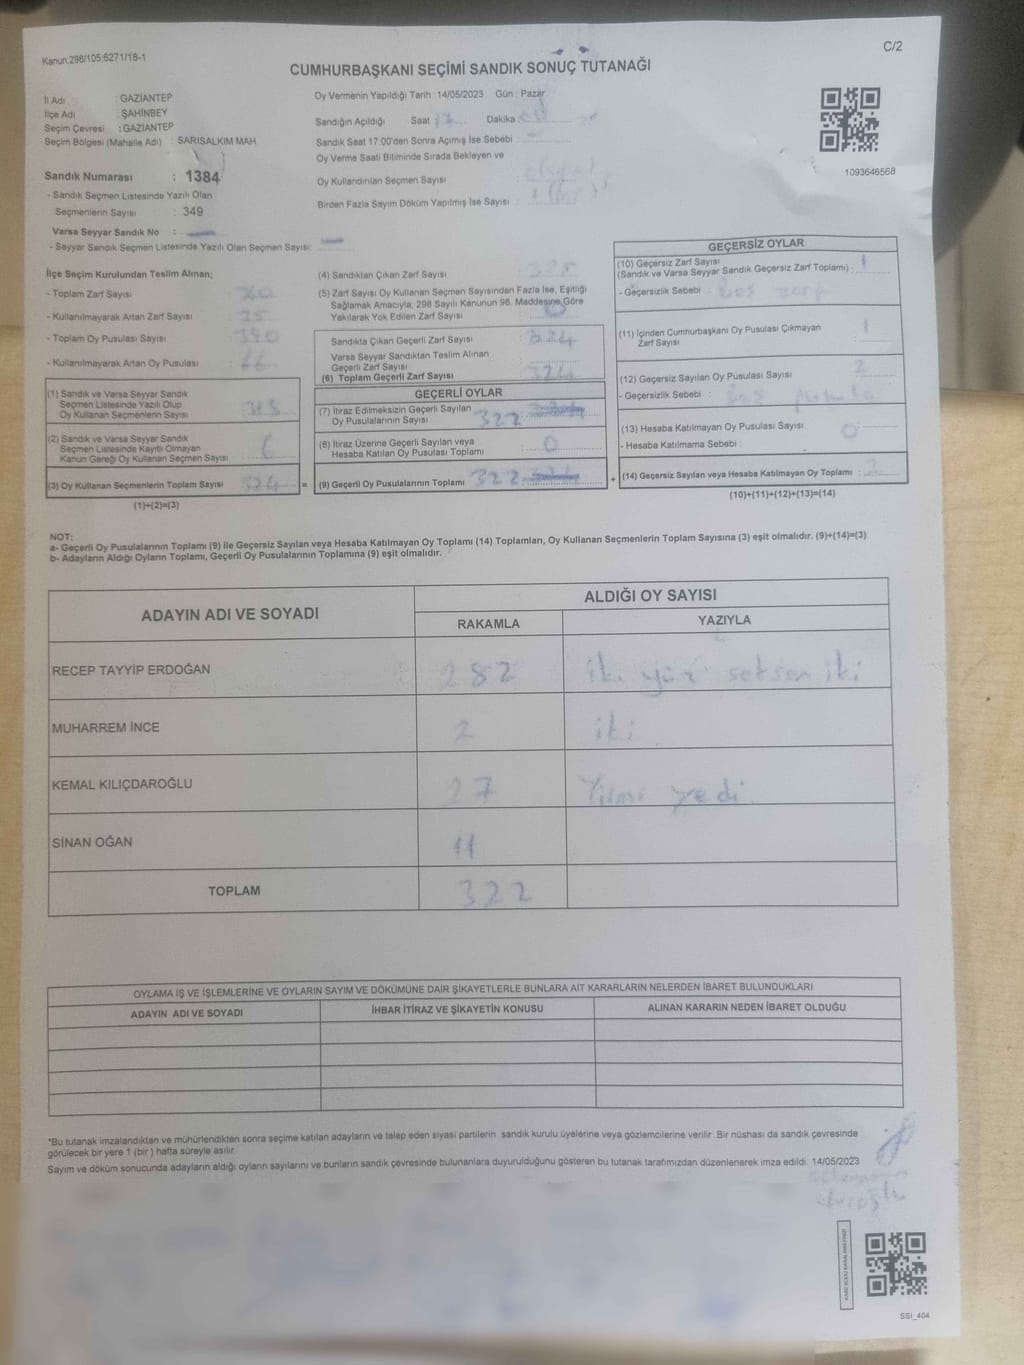 Kanun.298/105;6271/18-1
C/2
CUMHURBAŞKANI SEÇİMİ SANDIK SONUÇ TUTANAĞI
İl Adı : GAZİANTEP
İlçe Adı : ŞAHİNBEY
Seçim Çevresi : GAZİANTEP
Seçim Bölgesi (Mahalle Adı) SARISALKIM MAH
Sandık Numarası : 1384
- Sandık Seçmen Listesinde Yazılı Olan
Seçmenlerin Sayısı : 349
Varsa Seyyar Sandık No :
- Seyyar Sandık Seçmen Listesinde Yazılı Olan Seçmen Sayısı:
Oy Vermenin Yapıldığı Tarih :14/05/2023 Gün : Pazar
Sandığın Açıldığı Saat : 17 Dakika :
Sandık Saat 17:00'den Sonra Açımış İse Sebebi :
Oy Verme Saati Bitiminde Sırada Bekleyen ve
Oy Kullandırılan Seçmen Sayısı :
Birden Fazla Sayım Döküm Yapılmış İse Sayısı :
1093646568
İlçe Seçim Kurulundan Teslim Alınan;
- Toplam Zarf Sayısı :
- Kullanılmayarak Artan Zarf Sayısı :
- Toplam Oy Pusulası Sayısı :
- Kullanılmayarak Artan Oy Pusulası : 66
(1) Sandık ve Varsa Seyyar Sandık
Seçmen Listesinde Yazılı Olup
Oy Kullanan Seçmenlerin Sayısı
(2) Sandık ve Varsa Seyyar Sandık
Seçmen Listesinde Kayıtlı Olmayan
Kanun Gereği Oy Kullanan Seçmen Sayısı
(3) Oy Kullanan Seçmenlerin Toplam Sayısı : 324 =
(1)+(2)=(3)
(4) Sandıktan Çıkan Zarf Sayısı : 325
(5) Zarf Sayısı Oy Kullanan Seçmen Sayısından Fazla İse, Eşitliği
Sağlamak Amacıyla, 298 Sayılı Kanunun 98. Maddesine Göre
Yakılarak Yok Edilen Zarf Sayısı : 0
Sandıkta Çıkan Geçerli Zarf Sayısı : 324
Varsa Seyyar Sandıktan Teslim Alınan
Geçerli Zarf Sayısı
(6) Toplam Geçerli Zarf Sayısı : 324
GEÇERLİ OYLAR
(7) İtiraz Edilmeksizin Geçerli Sayılan
Oy Pusulalarının Sayısı : 322
(8) İtiraz Üzerine Geçerli Sayılan veya
Hesaba Katılan Oy Pusulası Toplamı : 0
(9) Geçerli Oy Pusulalarının Toplamı : 322 +
GEÇERSİZ OYLAR
(10) Geçersiz Zarf Sayısı
(Sandık ve Varsa Seyyar Sandık Geçersiz Zarf Toplamı) : 1
- Geçersizlik Sebebi : boş zarf
(11) İçinden Cumhurbaşkanı Oy Pusulası Çıkmayan
Zarf Sayısı : 1
(12) Geçersiz Sayılan Oy Pusulası Sayısı : 2
- Geçersizlik Sebebi : boş pusula
(13) Hesaba Katılmayan Oy Pusulası Sayısı : 0
- Hesaba Katılmama Sebebi :
(14) Geçersiz Sayılan veya Hesaba Katılmayan Oy Toplamı : 2
(10)+(11)+(12)+(13)=(14)
NOT:
a- Geçerli Oy Pusulalarının Toplamı (9) ile Geçersiz Sayılan veya Hesaba Katılmayan Oy Toplamı (14) Toplamları, Oy Kullanan Seçmenlerin Toplam Sayısına (3) eşit olmalıdır. (9)+(14)=(3)
b- Adayların Aldığı Oyların Toplamı, Geçerli Oy Pusulalarının Toplamına (9) eşit olmalıdır.
ADAYIN ADI VE SOYADI
ALDIĞI OY SAYISI
RAKAMLA YAZIYLA
RECEP TAYYİP ERDOĞAN 282 iki yüz seksen iki
MUHARREM İNCE 2 iki
KEMAL KILIÇDAROĞLU 27 Yirmi yedi
SİNAN OĞAN 11
TOPLAM 322
OYLAMA İŞ VE İŞLEMLERİNE VE OYLARIN SAYIM VE DÖKÜMÜNE DAİR ŞİKAYETLERLE BUNLARA AİT KARARLARIN NELERDEN İBARET BULUNDUKLARI
ADAYIN ADI VE SOYADI İHBAR İTİRAZ VE ŞİKAYETİN KONUSU ALINAN KARARIN NEDEN İBARET OLDUĞU
*Bu tutanak imzalandıktan ve mühürlendikten sonra seçime katılan adayların ve talep eden siyasi partilerin sandık kurulu üyelerine veya gözlemcilerine verilir .Bir nüshası da sandık çevresinde
görülecek bir yere 1 (bir) hafta süreyle asılır.
Sayım ve döküm sonucunda adayların aldığı oyların sayılarını ve bunların sandık çevresinde bulunanlara duyurulduğunu gösteren bu tutanak tarafımızdan düzenlenerek imza edildi. 14/05/2023
SSI_404